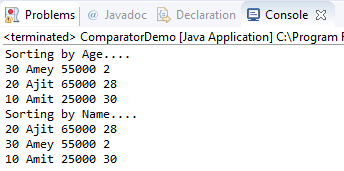 Problems @ Javadoc Declaration Console
<terminated> ComparatorDemo [Java Application] C:\Program F
Sorting by Age....
30 Amey 55000 2
20 Ajit 65000 28
10 Amit 25000 30
Sorting by Name....
20 Ajit 65000 28
30 Amey 55000 2
10 Amit 25000 30